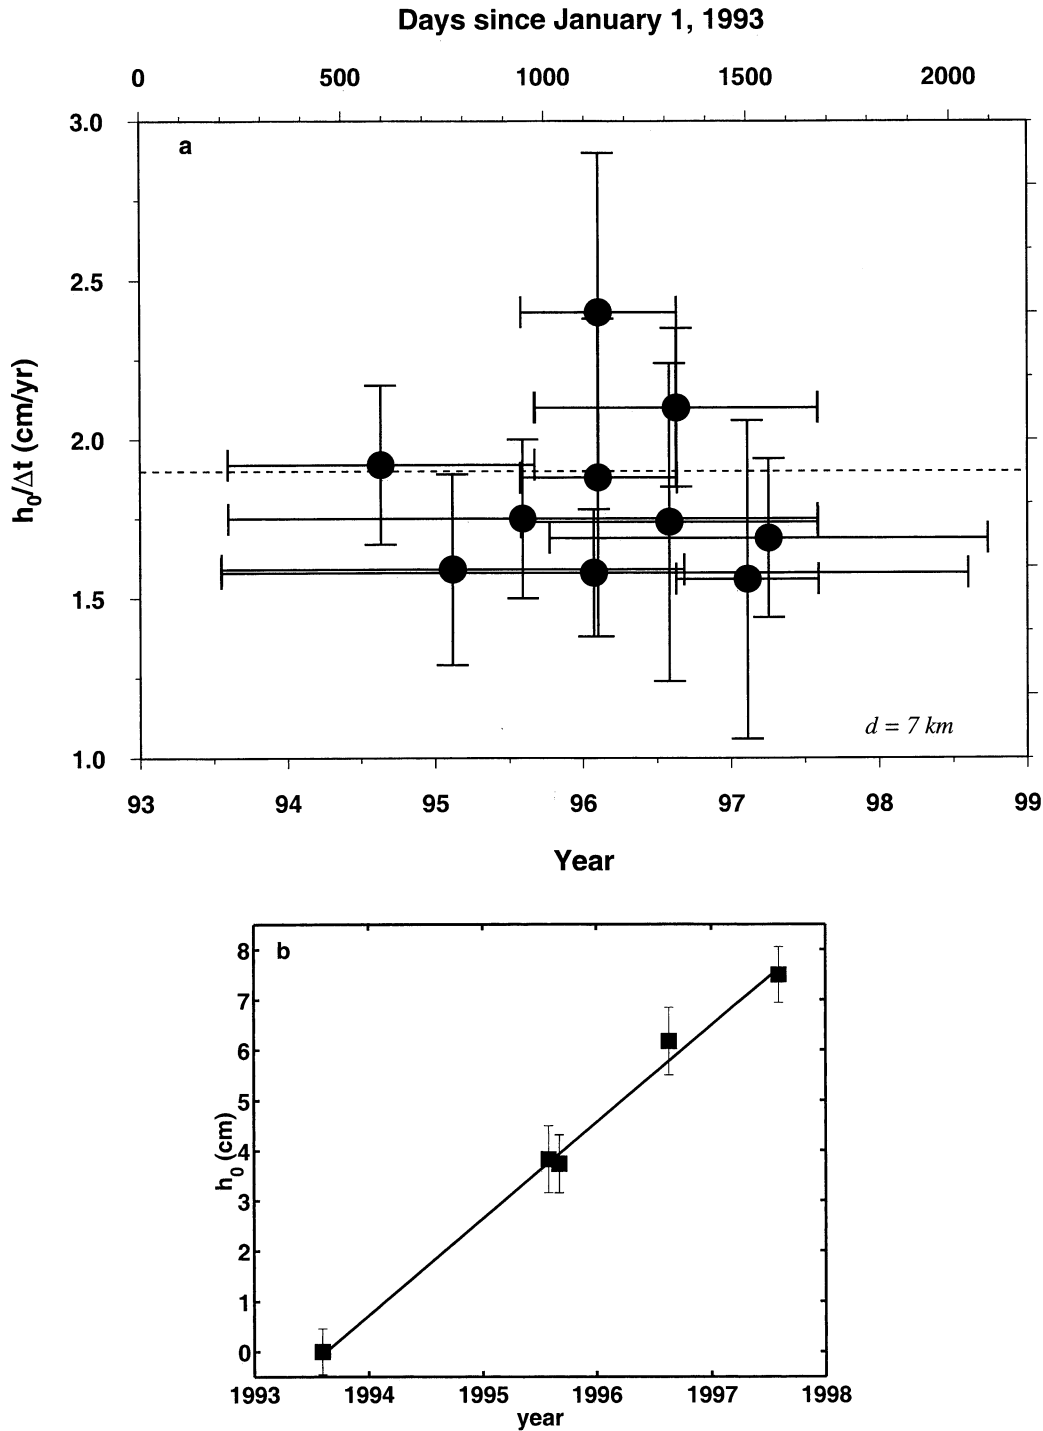 Days since January 1, 1993
0 500 1000 1500 2000
a
3.0
2.5
2.0
1.5
1.0
h0/Δt (cm/yr)
d = 7 km
93 94 95 96 97 98 99
Year
b
8
7
6
5
4
3
2
1
0
h0 (cm)
1993 1994 1995 1996 1997 1998
year